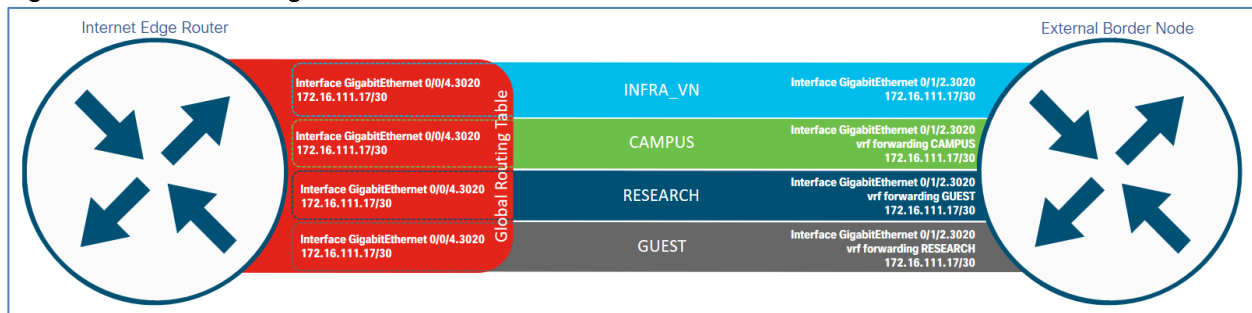 Internet Edge Router
External Border Node
Interface GigabitEthernet 0/0/4.3020
172.16.111.17/30
INFRA_VN
Interface GigabitEthernet 0/1/2.3020
172.16.111.17/30
Interface GigabitEthernet 0/0/4.3020
172.16.111.17/30
CAMPUS
Interface GigabitEthernet 0/1/2.3020
vrf forwarding CAMPUS
172.16.111.17/30
Interface GigabitEthernet 0/0/4.3020
172.16.111.17/30
RESEARCH
Interface GigabitEthernet 0/1/2.3020
vrf forwarding GUEST
172.16.111.17/30
Interface GigabitEthernet 0/0/4.3020
172.16.111.17/30
GUEST
Interface GigabitEthernet 0/1/2.3020
vrf forwarding RESEARCH
172.16.111.17/30
Global Routing Table